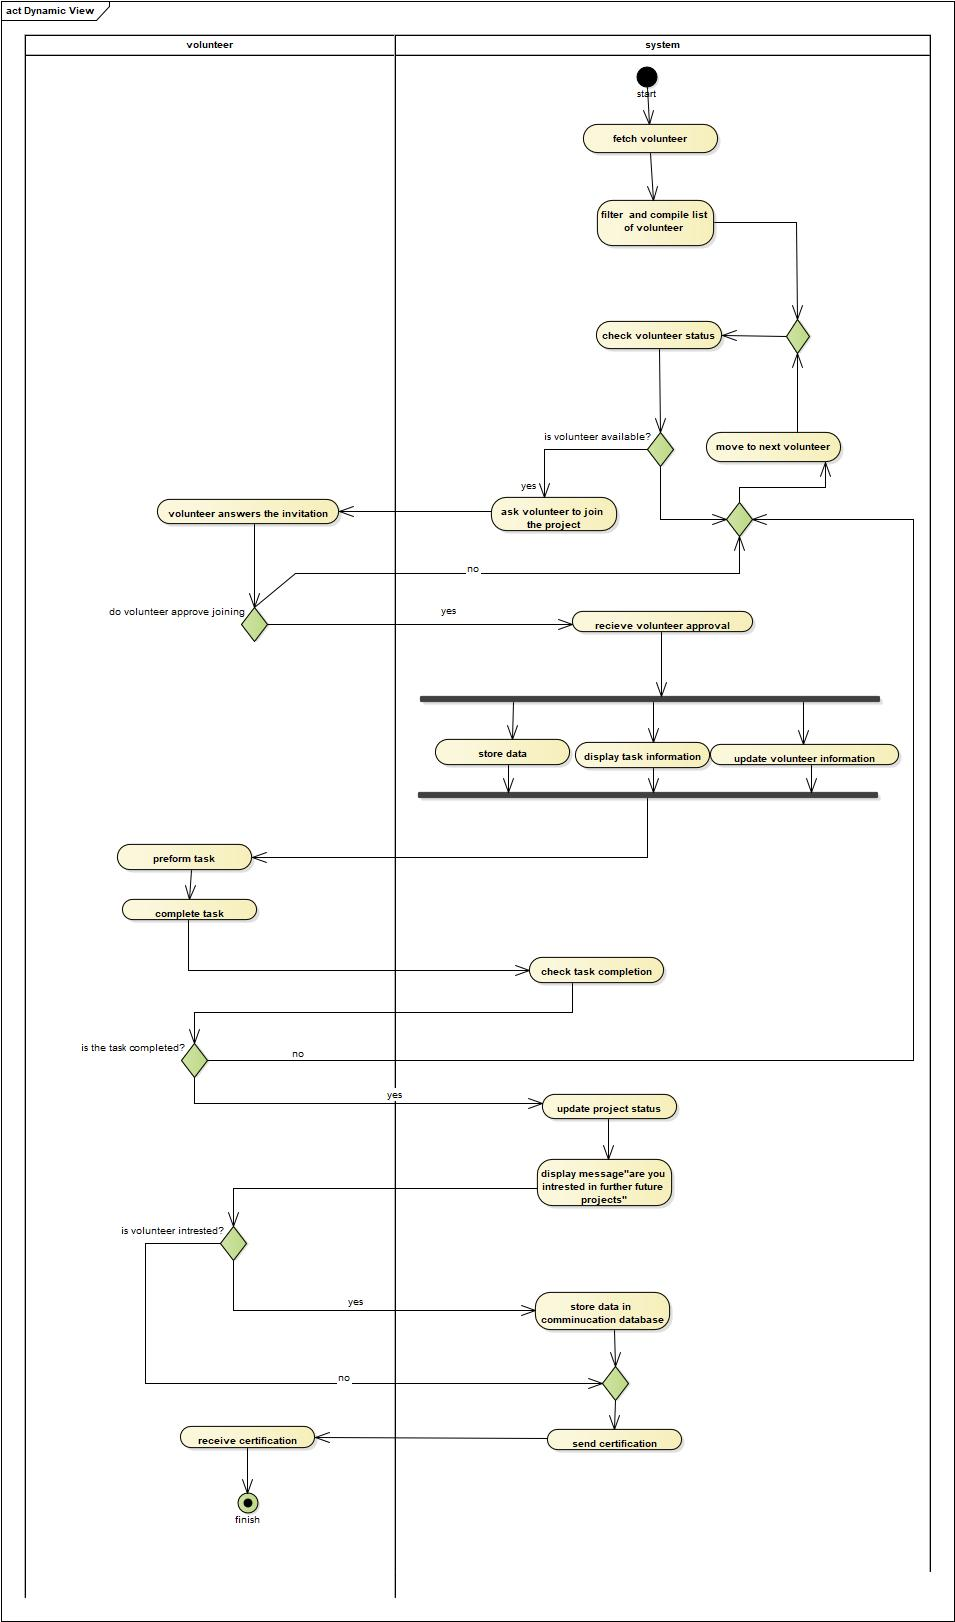 act Dynamic View
volunteer
system
start
fetch volunteer
filter and compile list
of volunteer
check volunteer status
is volunteer available?
move to next volunteer
yes
volunteer answers the invitation
ask volunteer to join
the project
no
do volunteer approve joining
yes
recieve volunteer approval
store data
display task information
update volunteer information
preform task
complete task
check task completion
is the task completed?
no
yes
update project status
display message"are you
intrested in further future
projects"
is volunteer intrested?
yes
store data in
comminucation database
no
receive certification
send certification
finish